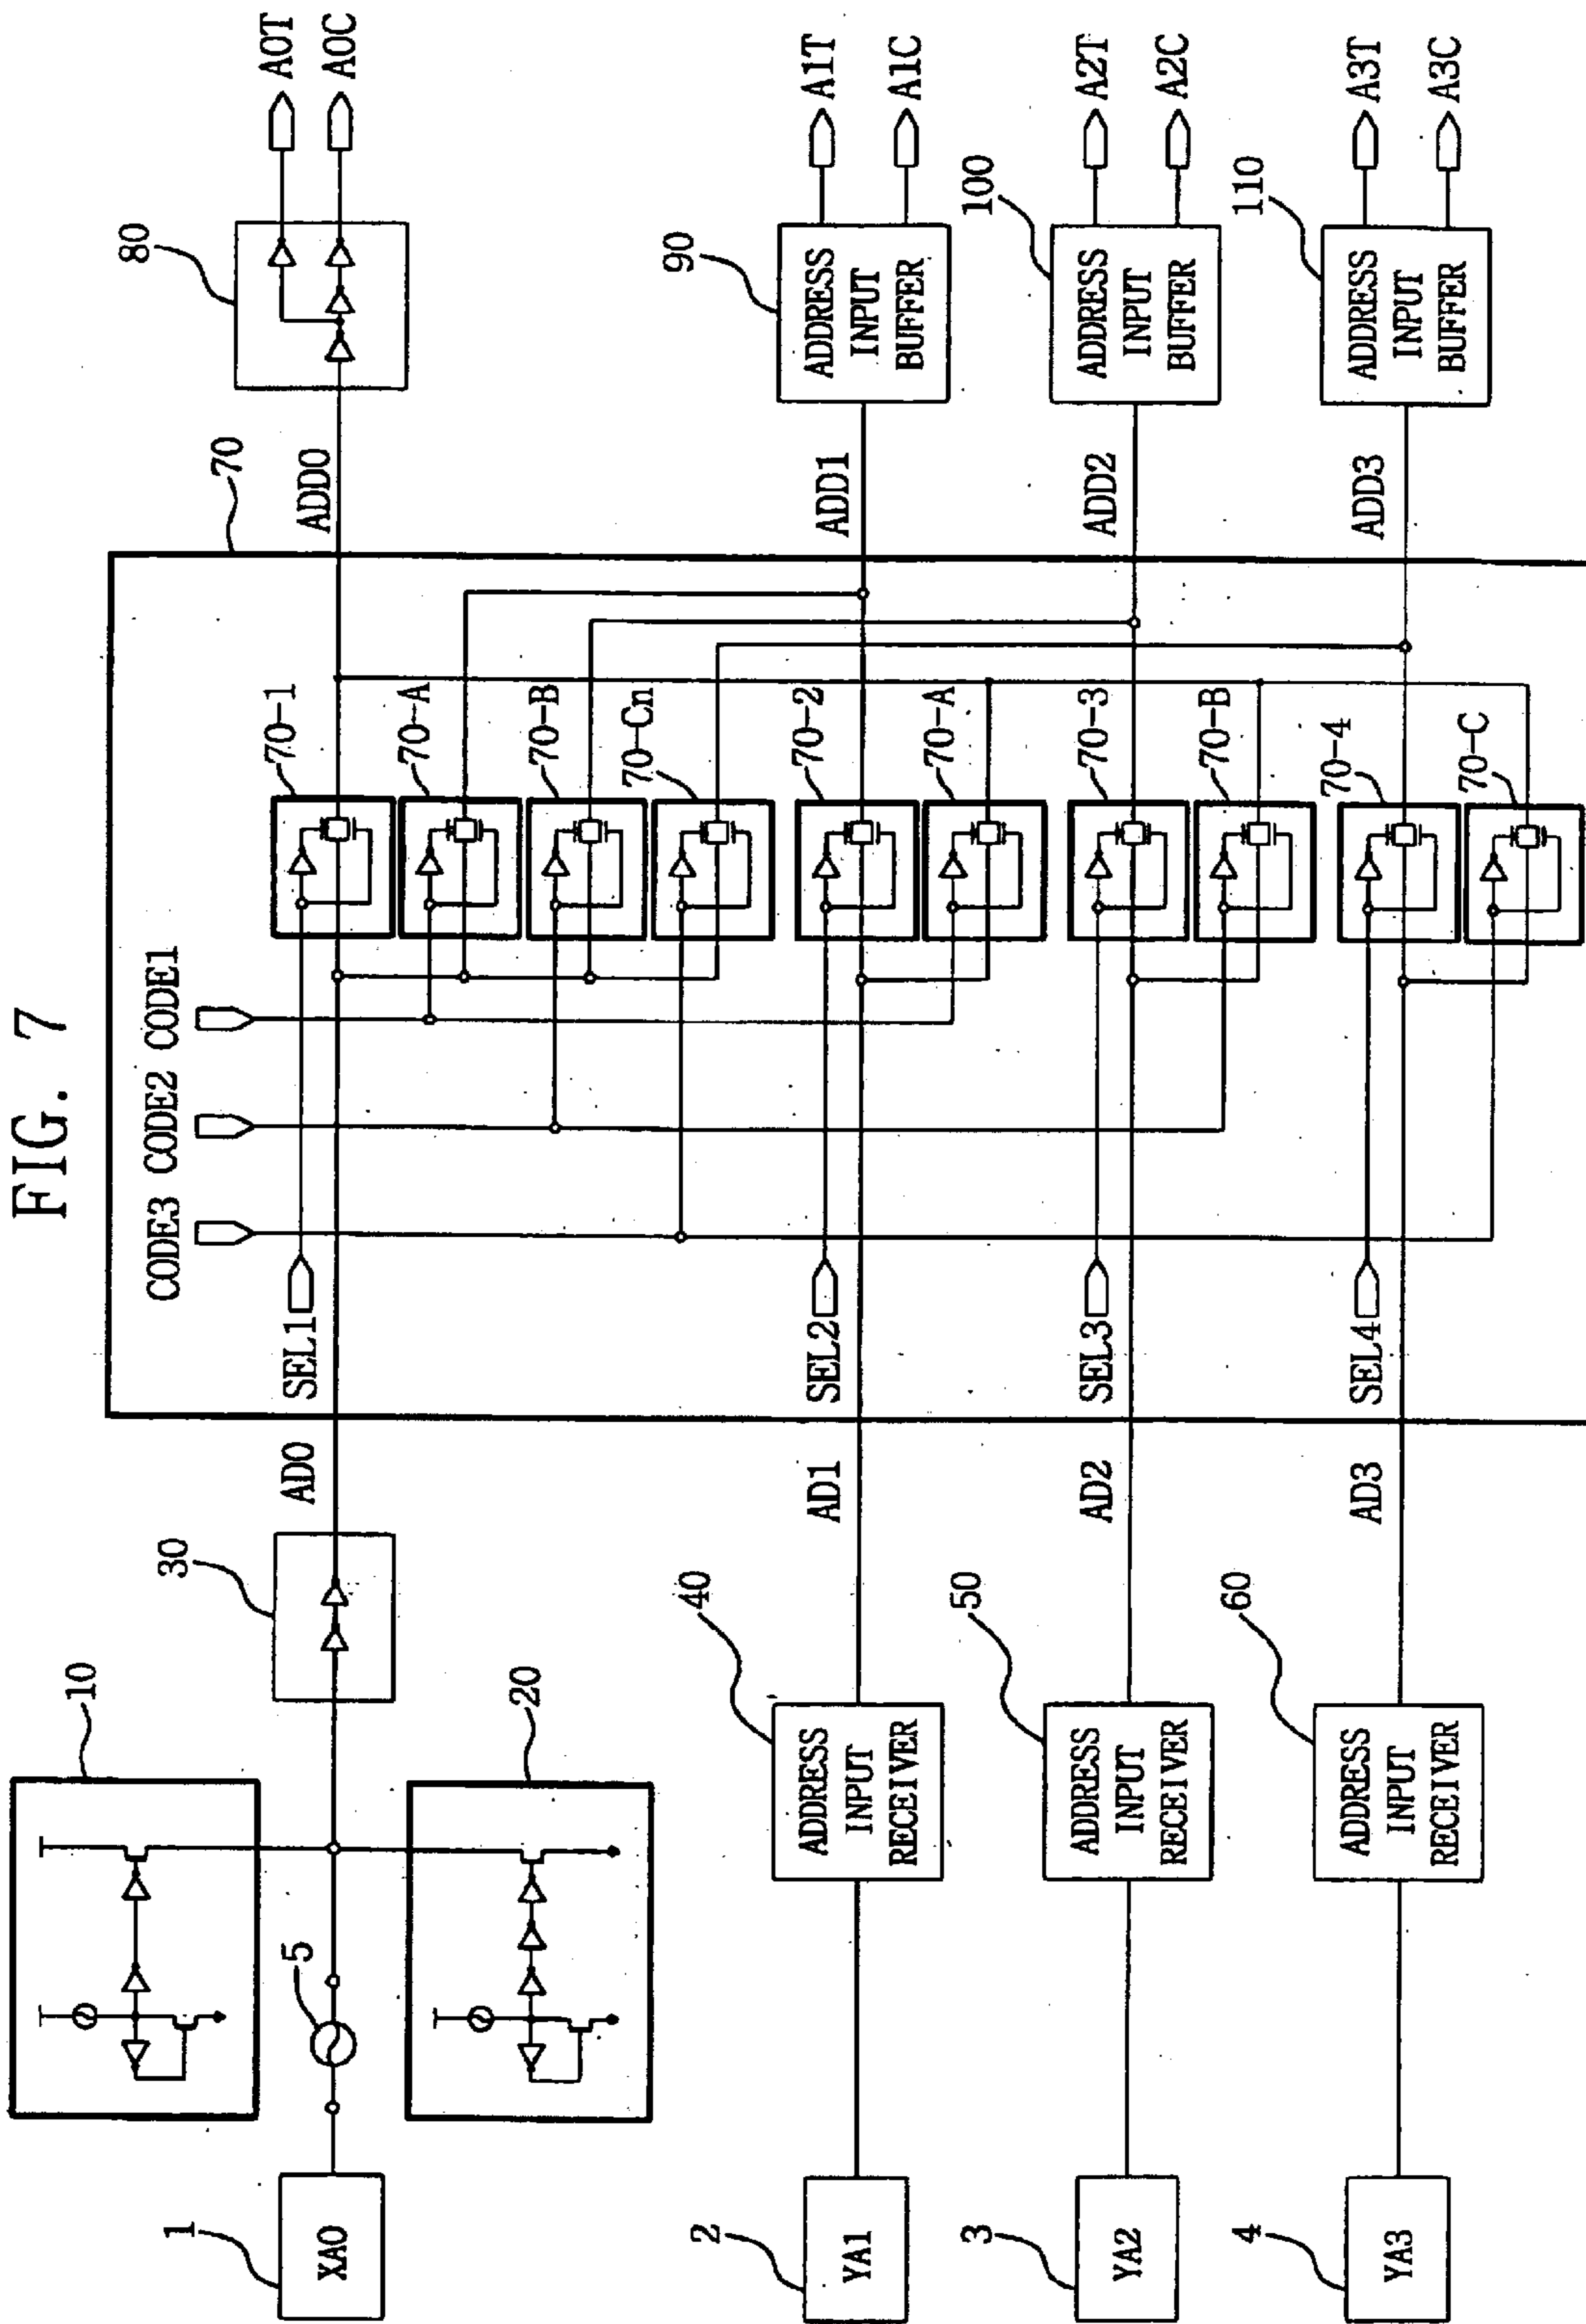 FIG. 7
CODE3 CODE2 CODE1
70
10
30
80
1
XA0
5
20
AD0
SEL1
70-1
70-A
70-B
70-Cn
ADD0
A0T
A0C
2
YA1
40
ADDRESS
INPUT
RECEIVER
AD1
SEL2
70-2
70-A
ADD1
90
ADDRESS
INPUT
BUFFER
A1T
A1C
3
YA2
50
ADDRESS
INPUT
RECEIVER
AD2
SEL3
70-3
70-B
ADD2
100
ADDRESS
INPUT
BUFFER
A2T
A2C
4
YA3
60
ADDRESS
INPUT
RECEIVER
AD3
SEL4
70-4
70-C
ADD3
110
ADDRESS
INPUT
BUFFER
A3T
A3C